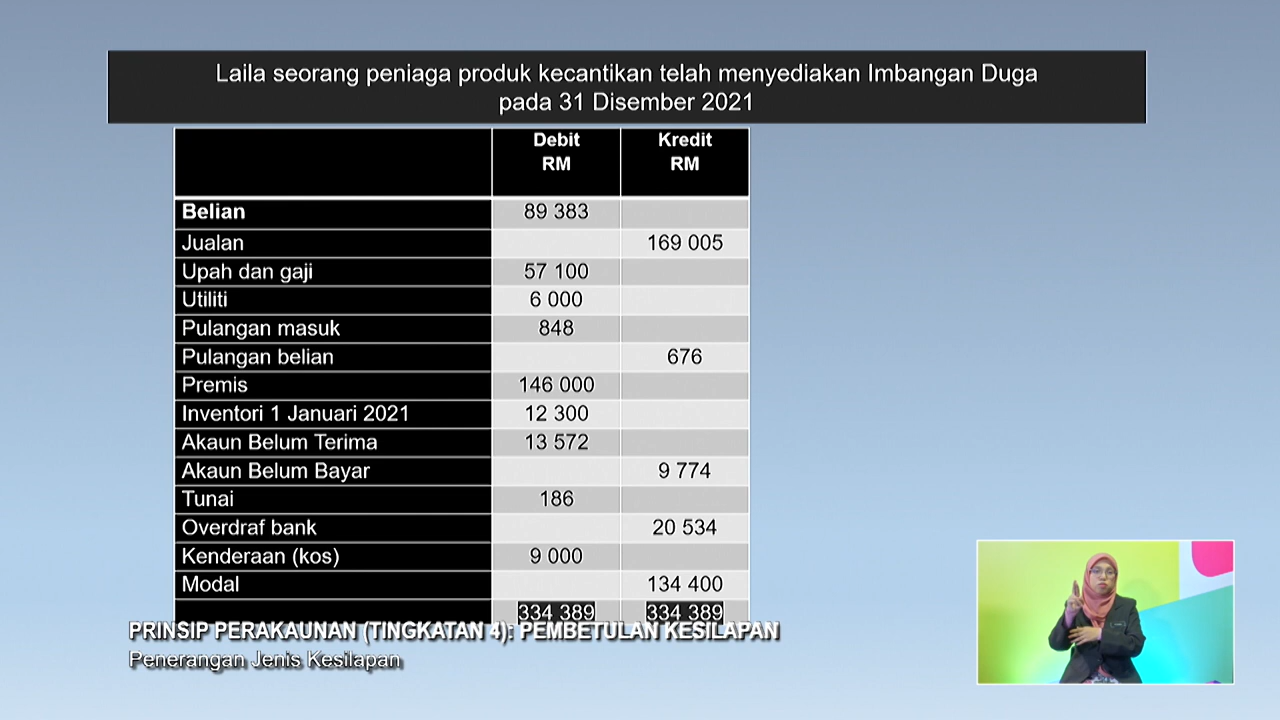 Laila seorang peniaga produk kecantikan telah menyediakan Imbangan Duga
pada 31 Disember 2021
Debit Kredit
RM RM
Belian 89 383
Jualan 169 005
Upah dan gaji 57 100
Utiliti 6 000
Pulangan masuk 848
Pulangan belian 676
Premis 146 000
Inventori 1 Januari 2021 12 300
Akaun Belum Terima 13 572
Akaun Belum Bayar 9 774
Tunai 186
Overdraf bank 20 534
Kenderaan (kos) 9 000
Modal 134 400
334 389 334 389
PRINSIP PERAKAUNAN (TINGKATAN 4): PEMBETULAN KESILAPAN
Penerangan Jenis Kesilapan